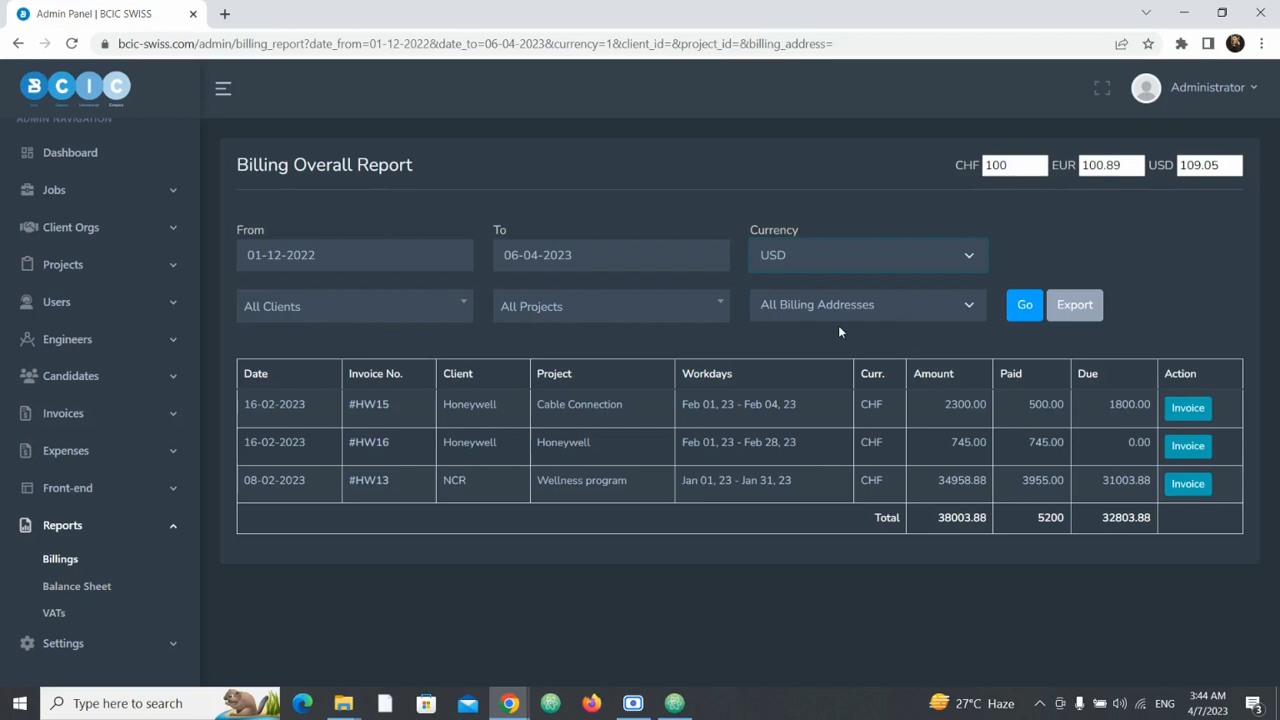 Admin Panel | BCIC SWISS
bcic-swiss.com/admin/billing_report?date_from=01-12-2022&date_to=06-04-2023&currency=1&client_id=&project_id=&billing_address=
B C I C
Administrator
ADMIN NAVIGATION
Dashboard
Jobs
Client Orgs
Projects
Users
Engineers
Candidates
Invoices
Expenses
Front-end
Reports
Billings
Balance Sheet
VATs
Settings
Billing Overall Report
CHF 100 EUR 100.89 USD 109.05
From To Currency
01-12-2022 06-04-2023 USD
All Clients All Projects All Billing Addresses Go Export
Date Invoice No. Client Project Workdays Curr. Amount Paid Due Action
16-02-2023 #HW15 Honeywell Cable Connection Feb 01, 23 - Feb 04, 23 CHF 2300.00 500.00 1800.00 Invoice
16-02-2023 #HW16 Honeywell Honeywell Feb 01, 23 - Feb 28, 23 CHF 745.00 745.00 0.00 Invoice
08-02-2023 #HW13 NCR Wellness program Jan 01, 23 - Jan 31, 23 CHF 34958.88 3955.00 31003.88 Invoice
Total 38003.88 5200 32803.88
Type here to search
27°C Haze
ENG
3:44 AM
4/7/2023
3